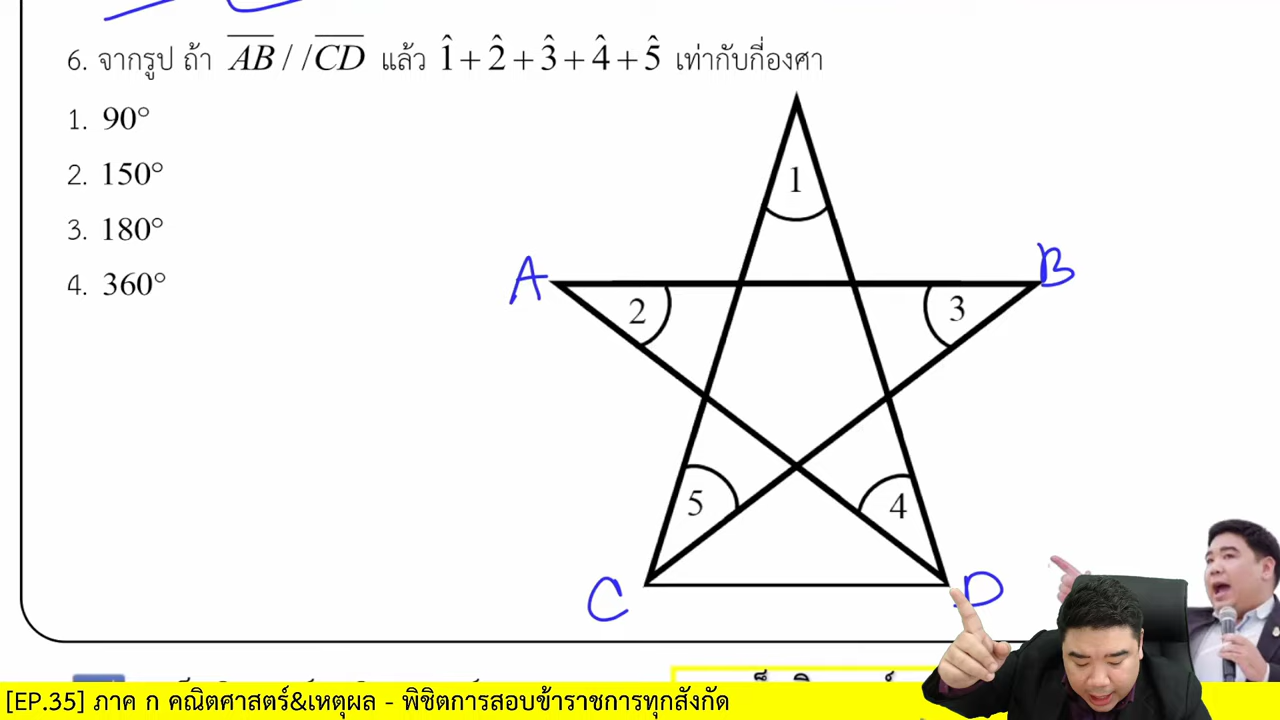 6. จากรูป ถ้า AB//CD แล้ว 1̂+2̂+3̂+4̂+5̂ เท่ากับกี่องศา
1. 90°
2. 150°
3. 180°
4. 360°
1
A
B
2
3
5
4
C
D
[EP.35] ภาค ก คณิตศาสตร์&เหตุผล - พิชิตการสอบข้าราชการทุกสังกัด